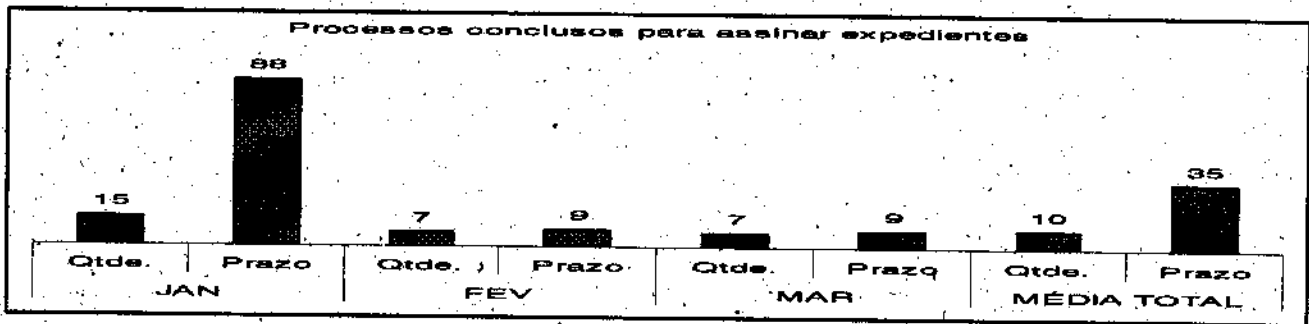 Processos conclusos para assinar expedientes
88
35
15
7
9
7
9
10
Qtde. Prazo Qtde. Prazo Qtde. Prazo Qtde. Prazo
JAN FEV MAR MÉDIA TOTAL